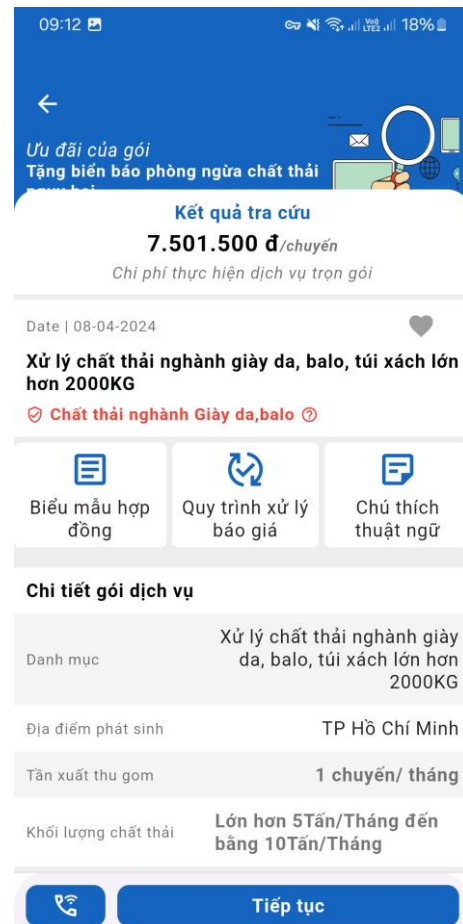 09:12
Vo)) LTE2 18%
Ưu đãi của gói
Tặng biển báo phòng ngừa chất thải
Kết quả tra cứu
7.501.500 đ/chuyến
Chi phí thực hiện dịch vụ trọn gói
Date | 08-04-2024
Xử lý chất thải nghành giày da, balo, túi xách lớn
hơn 2000KG
Chất thải nghành Giày da,balo
Biểu mẫu hợp
đồng
Quy trình xử lý
báo giá
Chú thích
thuật ngữ
Chi tiết gói dịch vụ
Danh mục
Xử lý chất thải nghành giày
da, balo, túi xách lớn hơn
2000KG
Địa điểm phát sinh
TP Hồ Chí Minh
Tần xuất thu gom
1 chuyến/ tháng
Khối lượng chất thải
Lớn hơn 5Tấn/Tháng đến
bằng 10Tấn/Tháng
Tiếp tục